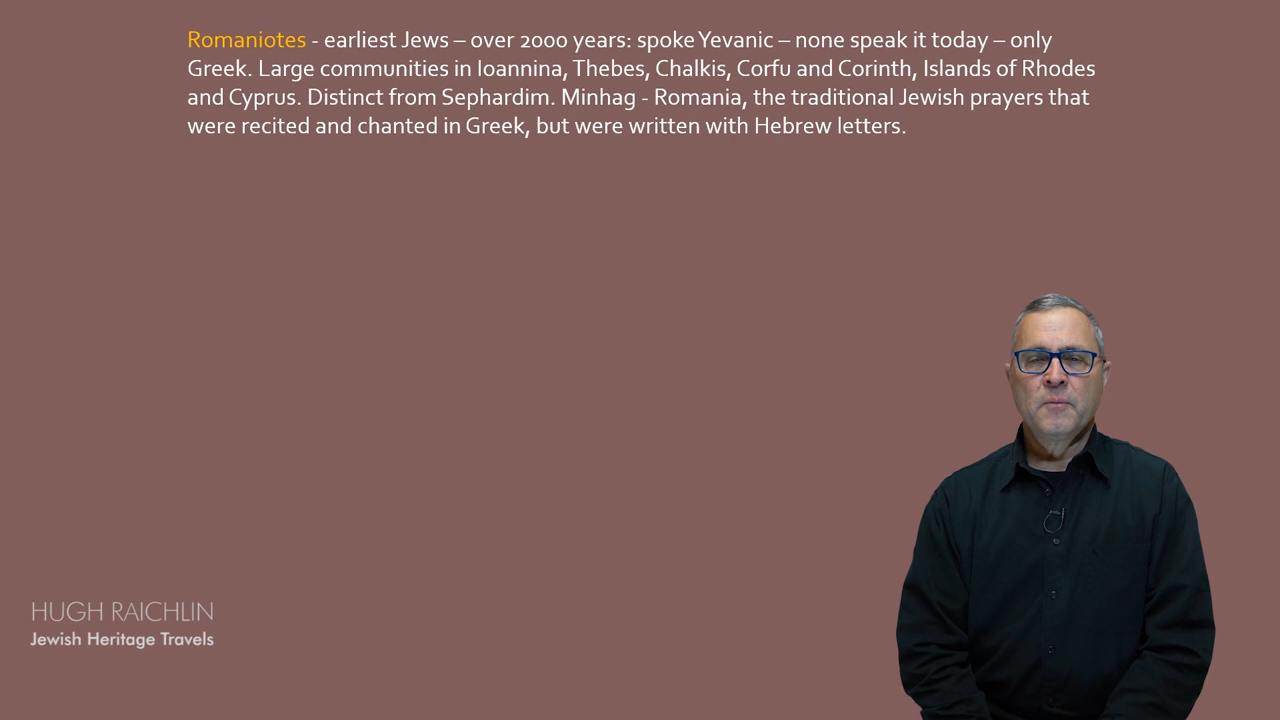 Romaniotes - earliest Jews – over 2000 years: spoke Yevanic – none speak it today – only
Greek. Large communities in Ioannina, Thebes, Chalkis, Corfu and Corinth, Islands of Rhodes
and Cyprus. Distinct from Sephardim. Minhag - Romania, the traditional Jewish prayers that
were recited and chanted in Greek, but were written with Hebrew letters.
HUGH RAICHLIN
Jewish Heritage Travels